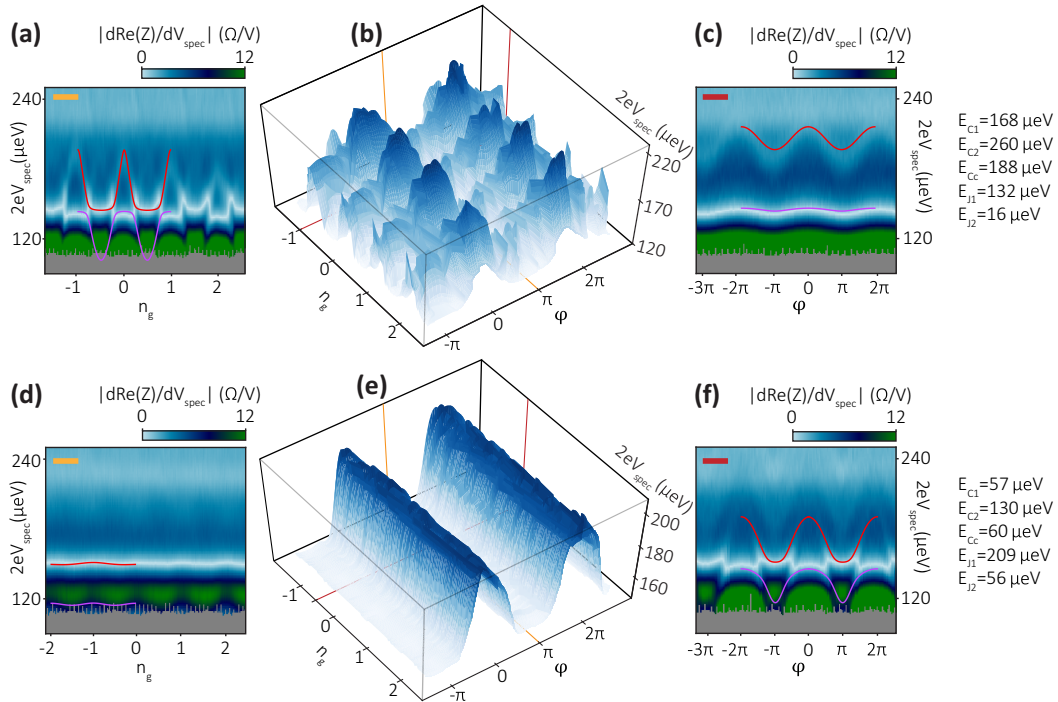 (a)
|dRe(Z)/dV_spec| (Ω/V)
0 12
2eV_spec (μeV)
240
120
-1 0 1 2
n_g
(b)
2eV_spec (μeV)
220
170
120
-1
0
1
2
n_g
-π
0
π
2π
φ
(c)
|dRe(Z)/dV_spec| (Ω/V)
0 12
240
120
2eV_spec (μeV)
-3π -π π 2π
φ
E_C1=168 μeV
E_C2=260 μeV
E_Cc=188 μeV
E_J1=132 μeV
E_J2=16 μeV
(d)
|dRe(Z)/dV_spec| (Ω/V)
0 12
2eV_spec (μeV)
240
120
-2 -1 0 1 2
n_g
(e)
2eV_spec (μeV)
200
180
160
-1
0
1
2
n_g
-π
0
π
2π
φ
(f)
|dRe(Z)/dV_spec| (Ω/V)
0 12
240
120
2eV_spec (μeV)
-3π -π 0 π 2π
φ
E_C1=57 μeV
E_C2=130 μeV
E_Cc=60 μeV
E_J1=209 μeV
E_J2=56 μeV